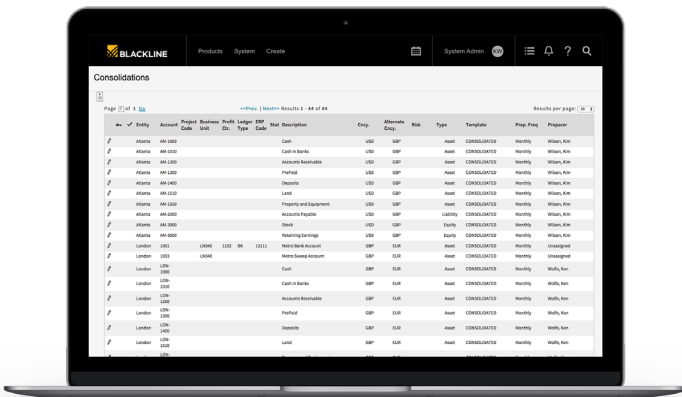 BLACKLINE Products System Create System Admin KW ?
Consolidations
Page 1 of 1 Go <<Prev. | Next>> Results 1 - 44 of 44 Results per page: 50
Entity Account Project Code Business Unit Profit Ctr. Ledger Type ERP Code Stat Description Cncy. Alternate Cncy. Risk Type Template Prep. Freq Preparer
Atlanta AM-1000 Cash USD GBP Asset CONSOLIDATED Monthly Wilson, Kim
Atlanta AM-1010 Cash in Banks USD GBP Asset CONSOLIDATED Monthly Wilson, Kim
Atlanta AM-1200 Accounts Receivable USD GBP Asset CONSOLIDATED Monthly Wilson, Kim
Atlanta AM-1300 PrePaid USD GBP Asset CONSOLIDATED Monthly Wilson, Kim
Atlanta AM-1400 Deposits USD GBP Asset CONSOLIDATED Monthly Wilson, Kim
Atlanta AM-1510 Land USD GBP Asset CONSOLIDATED Monthly Wilson, Kim
Atlanta AM-1550 Property and Equipment USD GBP Asset CONSOLIDATED Monthly Wilson, Kim
Atlanta AM-2000 Accounts Payable USD GBP Liability CONSOLIDATED Monthly Wilson, Kim
Atlanta AM-3000 Stock USD GBP Equity CONSOLIDATED Monthly Wilson, Kim
Atlanta AM-3500 Retaining Earnings USD GBP Equity CONSOLIDATED Monthly Wilson, Kim
London 1001 LN040 1102 BK 12111 Metro Bank Account GBP EUR Asset CONSOLIDATED Monthly Unassigned
London 1003 LN040 Metro Sweep Account GBP EUR Asset CONSOLIDATED Monthly Unassigned
London LON-1000 Cash GBP EUR Asset CONSOLIDATED Monthly Wolfe, Ken
London LON-1010 Cash in Banks GBP EUR Asset CONSOLIDATED Monthly Wolfe, Ken
London LON-1200 Accounts Receivable GBP EUR Asset CONSOLIDATED Monthly Wolfe, Ken
London LON-1300 PrePaid GBP EUR Asset CONSOLIDATED Monthly Wolfe, Ken
London LON-1400 Deposits GBP EUR Asset CONSOLIDATED Monthly Wolfe, Ken
London LON-1510 Land GBP EUR Asset CONSOLIDATED Monthly Wolfe, Ken
LON-